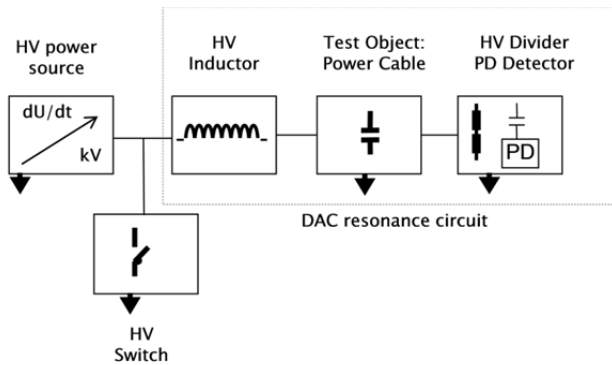 HV power
source
HV
Inductor
Test Object:
Power Cable
HV Divider
PD Detector
dU/dt
kV
PD
DAC resonance circuit
HV
Switch